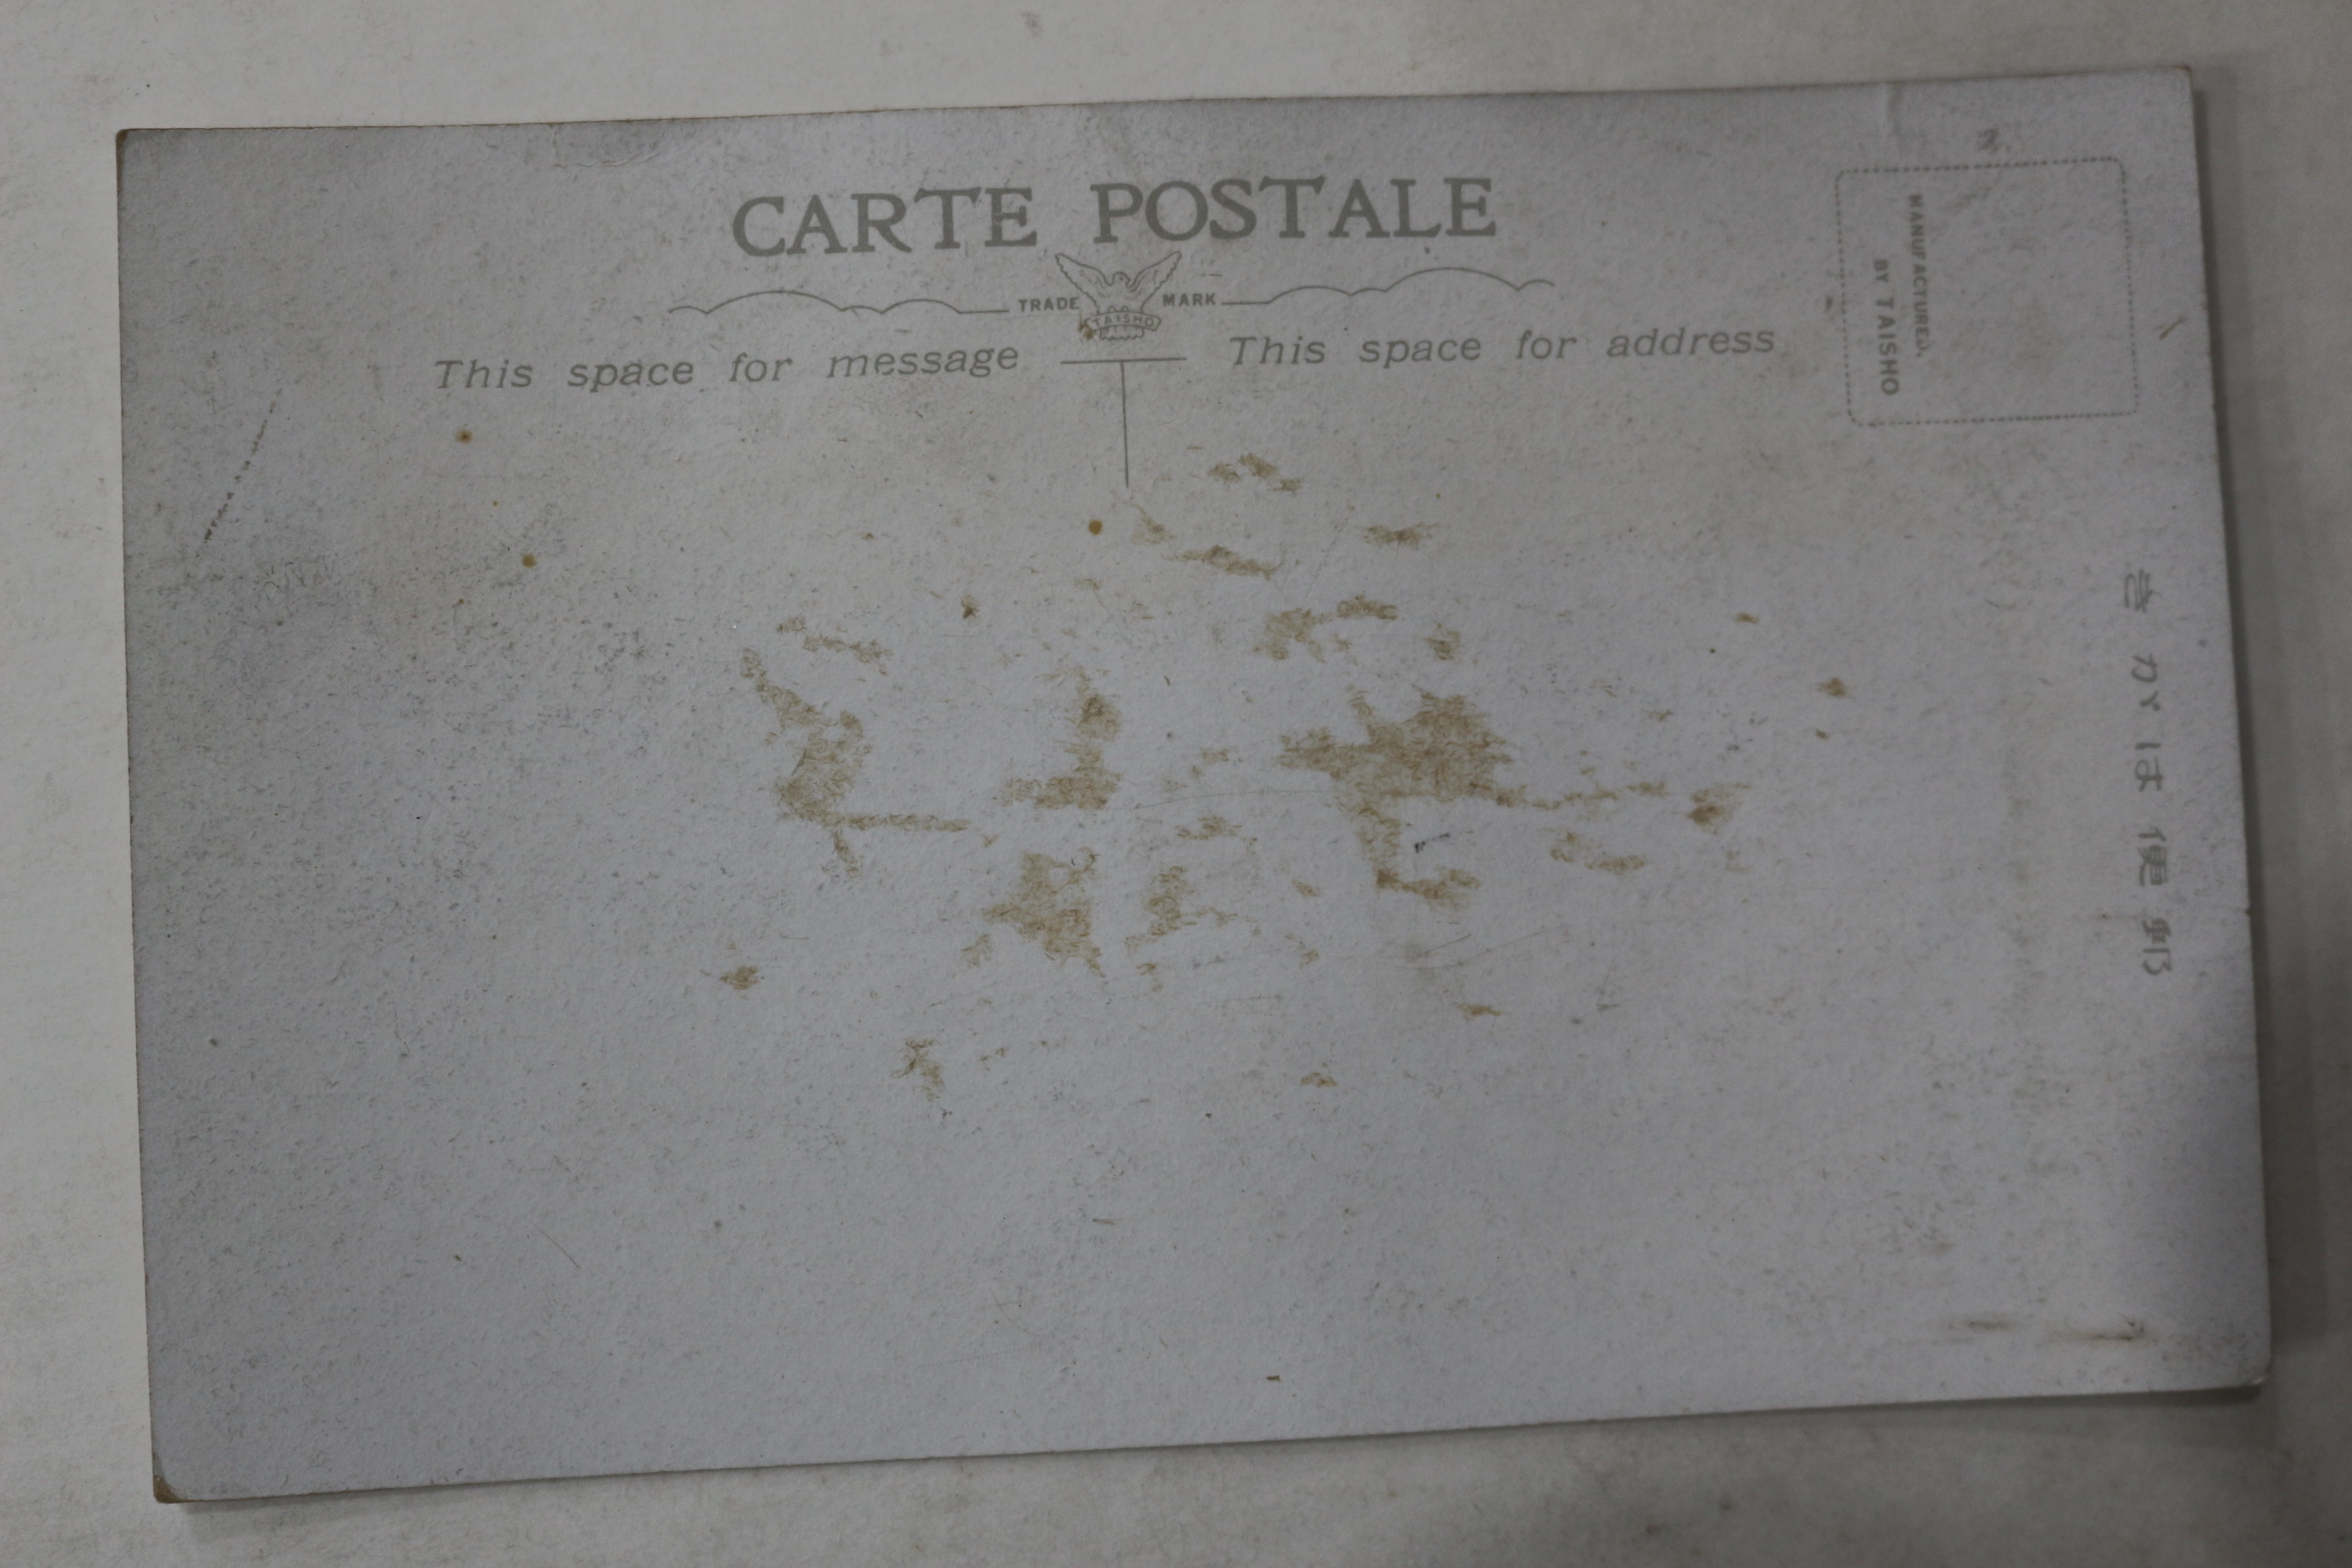 CARTE POSTALE
TRADE MARK
TAISHO
This space for message
This space for address
MANUFACTURED.
BY TAISHO
郵便はがき